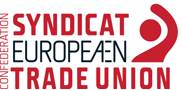 CONFEDERATION
SYNDICAT
EUROPEÆN
TRADE UNION